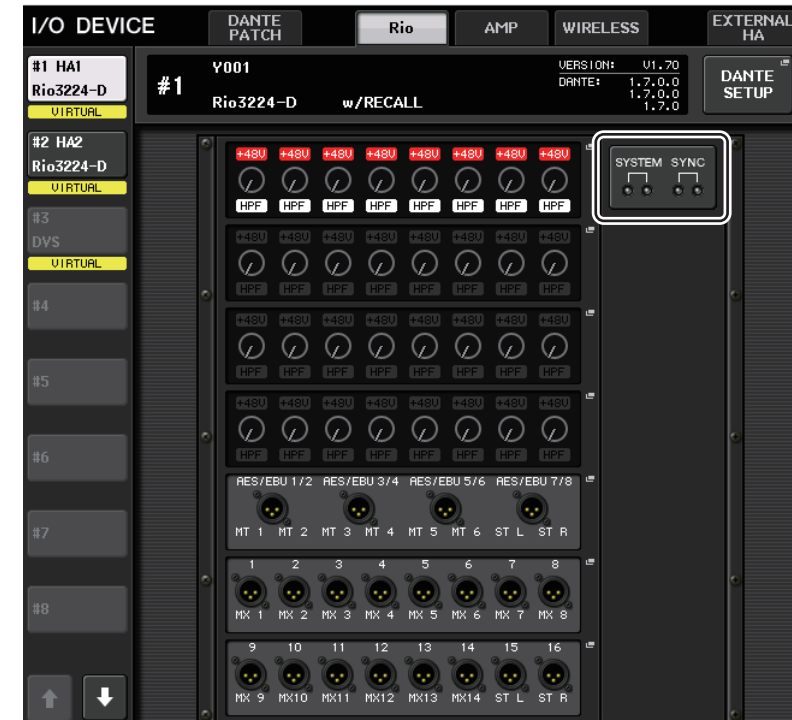 I/O DEVICE
DANTE PATCH
Rio
AMP
WIRELESS
EXTERNAL HA
#1 HA1
Rio3224-D
VIRTUAL
#2 HA2
Rio3224-D
VIRTUAL
#3
DVS
VIRTUAL
#4
#5
#6
#7
#8
#1
Y001
Rio3224-D w/RECALL
VERSION: V1.70
DANTE: 1.7.0.0
1.7.0.0
1.7.0
DANTE SETUP
+48V +48V +48V +48V +48V +48V +48V +48V
HPF HPF HPF HPF HPF HPF HPF HPF
+48V +48V +48V +48V +48V +48V +48V +48V
HPF HPF HPF HPF HPF HPF HPF HPF
+48V +48V +48V +48V +48V +48V +48V +48V
HPF HPF HPF HPF HPF HPF HPF HPF
+48V +48V +48V +48V +48V +48V +48V +48V
HPF HPF HPF HPF HPF HPF HPF HPF
AES/EBU 1/2 AES/EBU 3/4 AES/EBU 5/6 AES/EBU 7/8
MT 1 MT 2 MT 3 MT 4 MT 5 MT 6 ST L ST R
1 2 3 4 5 6 7 8
MX 1 MX 2 MX 3 MX 4 MX 5 MX 6 MX 7 MX 8
9 10 11 12 13 14 15 16
MX 9 MX10 MX11 MX12 MX13 MX14 ST L ST R
SYSTEM SYNC